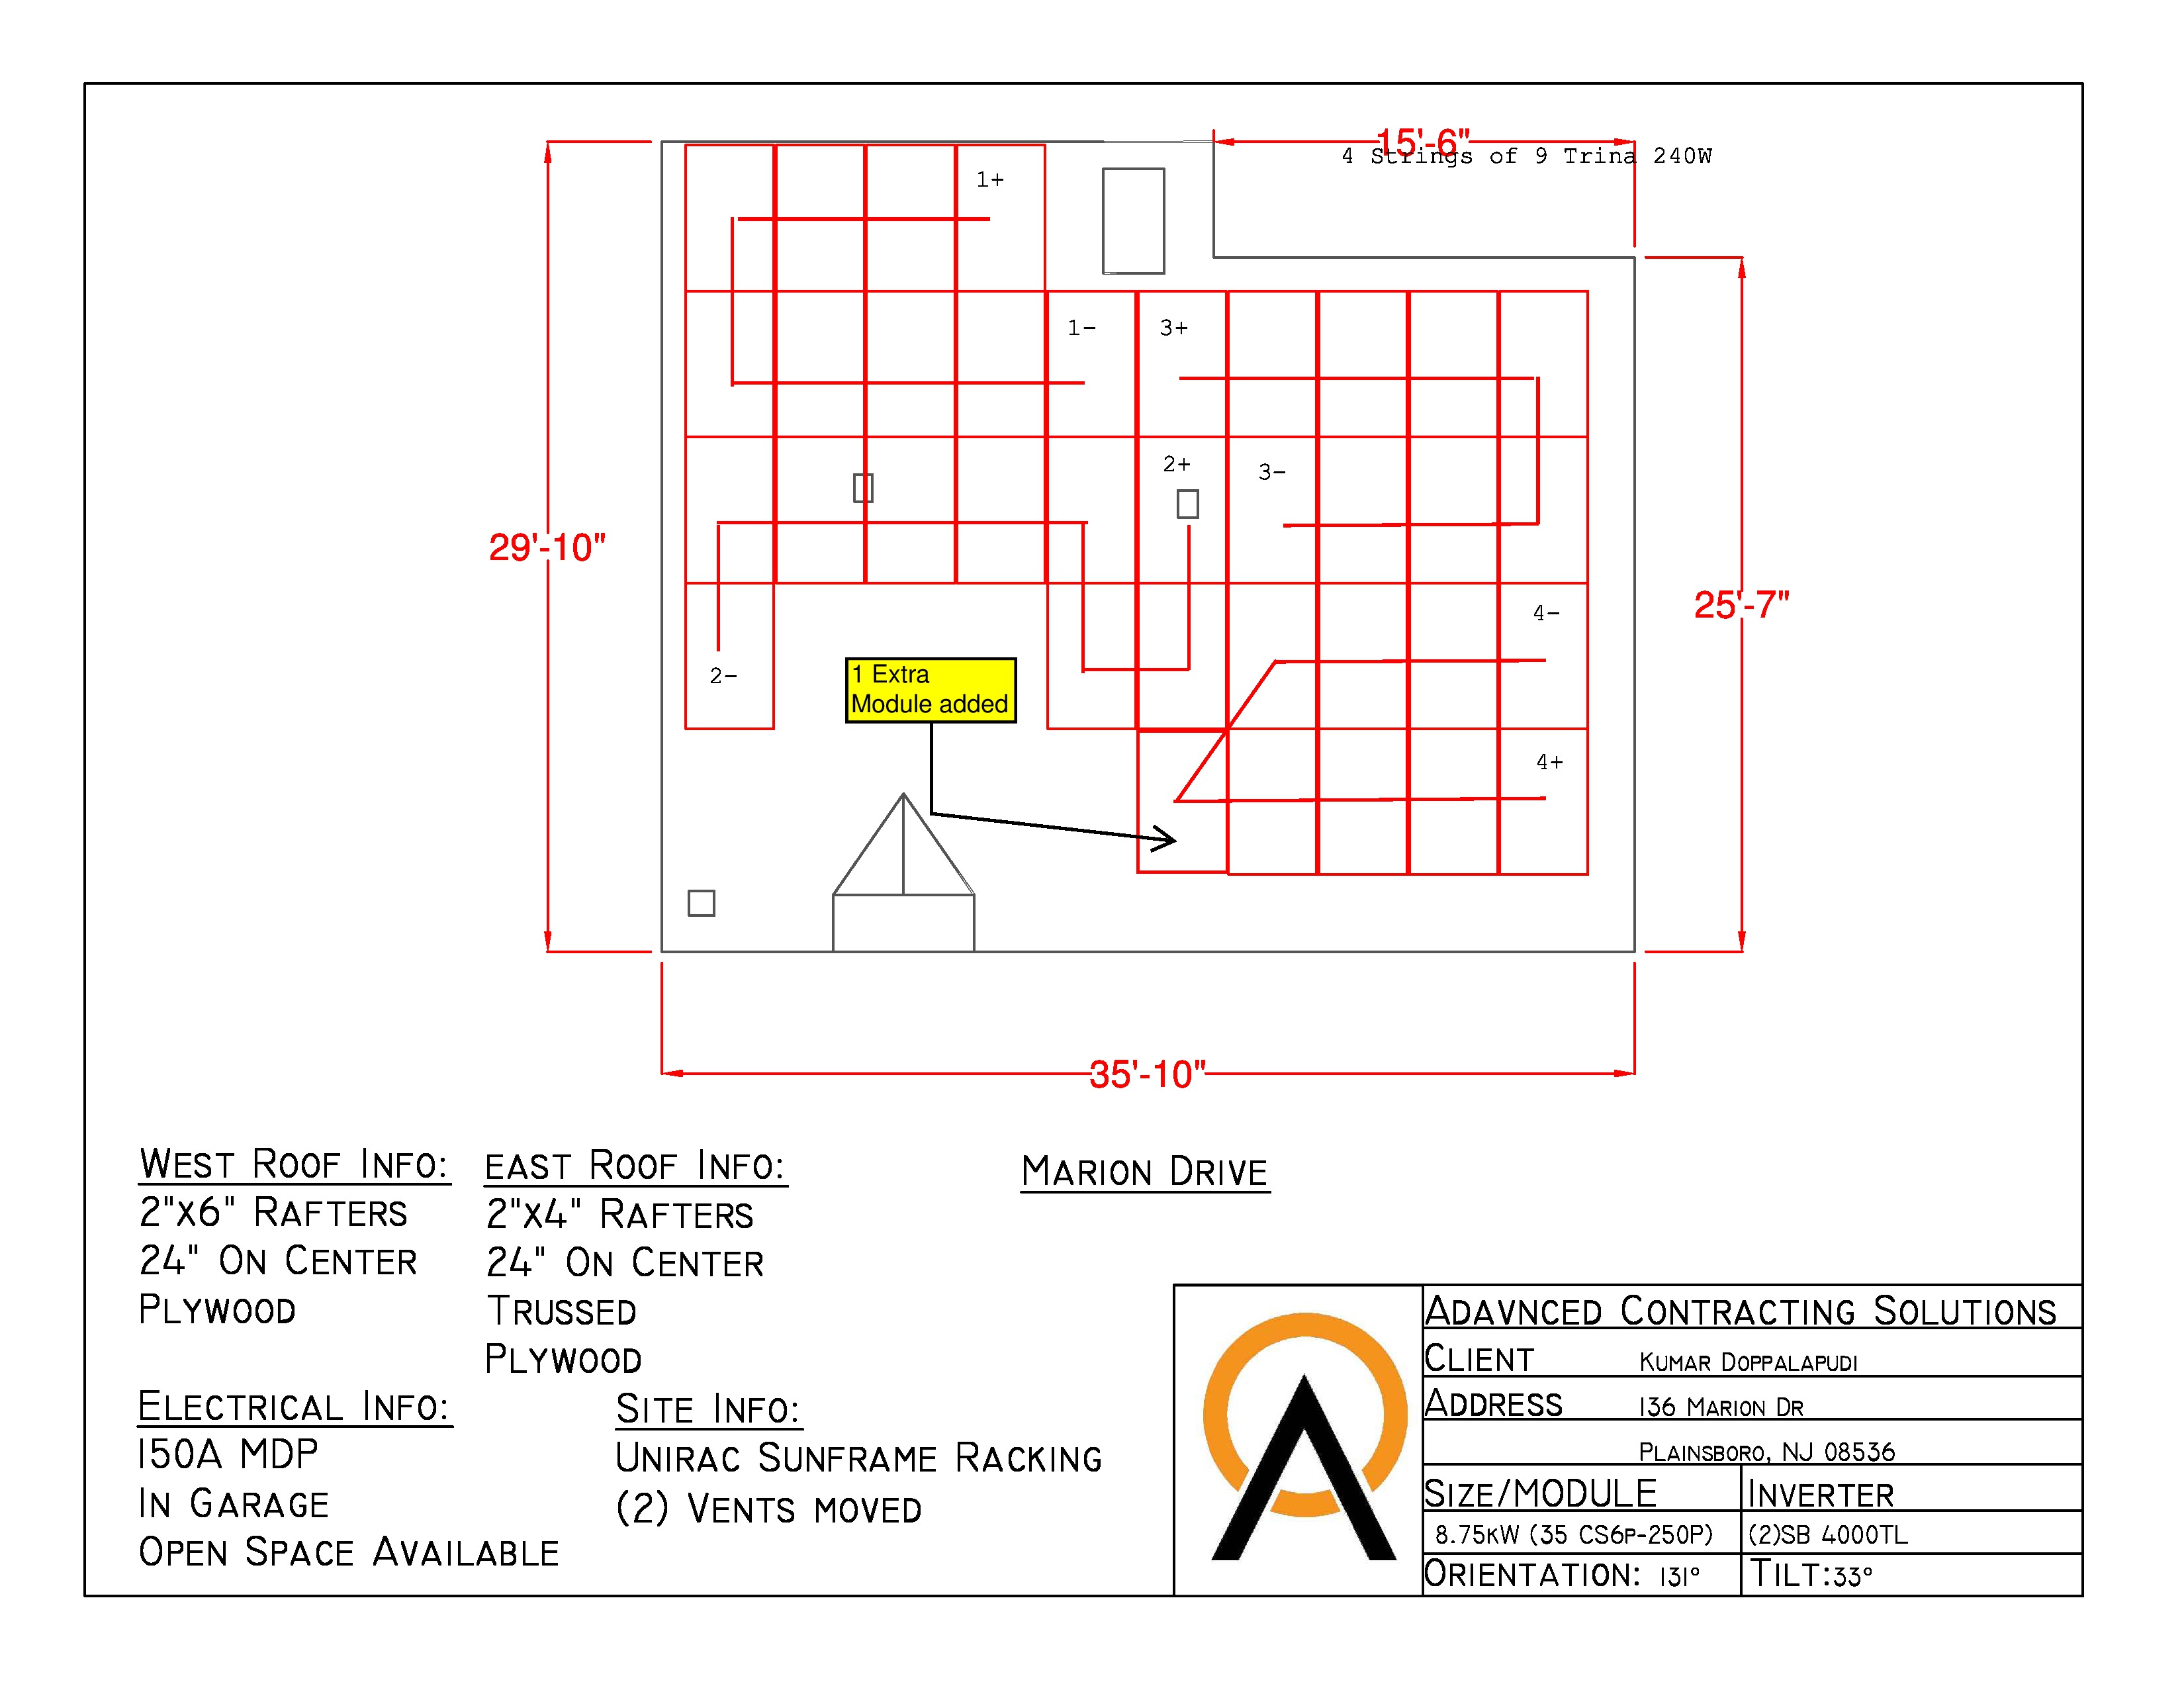 15'-6"
4 Strings of 9 Trina 240W
1+
1- 3+
2+ 3-
29'-10"
25'-7"
4-
2-
1 Extra
Module added
4+
35'-10"
West Roof Info:
2"x6" Rafters
24" On Center
Plywood
east Roof Info:
2"x4" Rafters
24" On Center
Trussed
Plywood
Marion Drive
Electrical Info:
150A MDP
In Garage
Open Space Available
Site Info:
Unirac Sunframe Racking
(2) Vents moved
Adavnced Contracting Solutions
Client Kumar Doppalapudi
Address 136 Marion Dr
Plainsboro, NJ 08536
Size/MODULE Inverter
8.75kW (35 CS6p-250P) (2)SB 4000TL
Orientation: 131° Tilt:33°